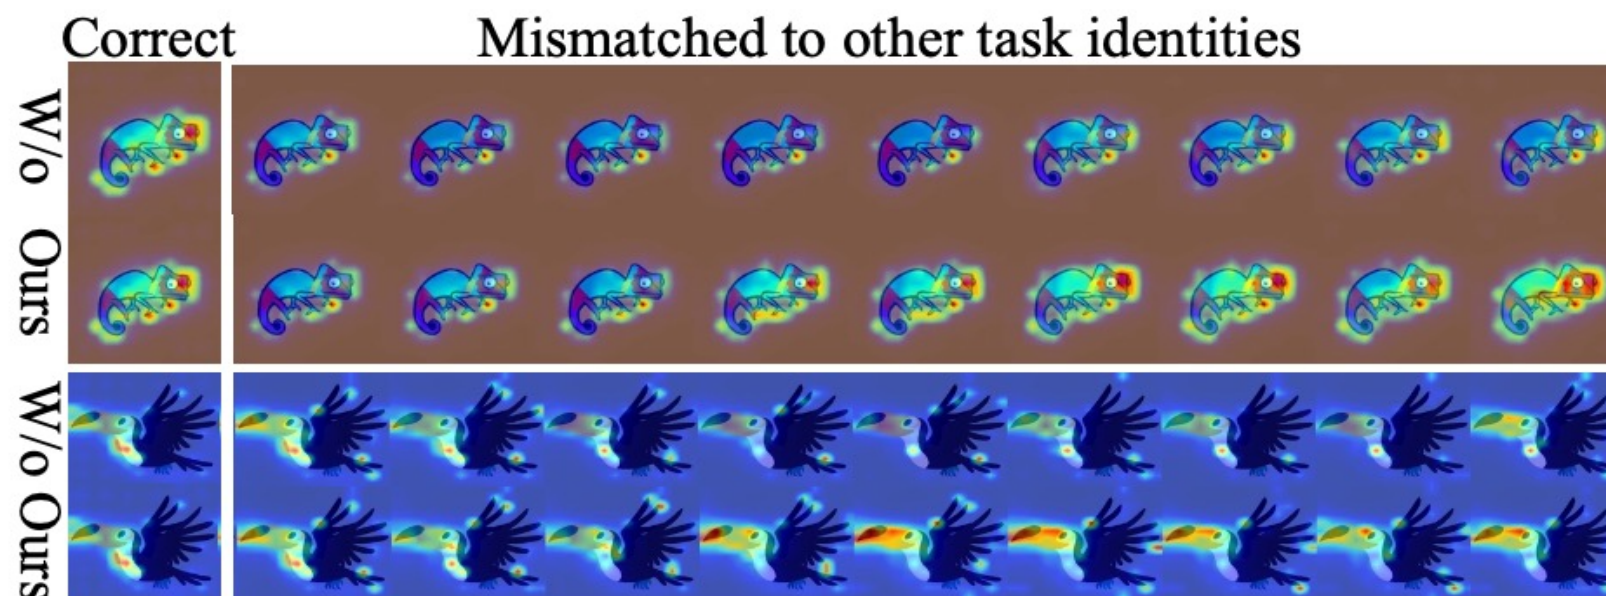 Correct
Mismatched to other task identities
W/o
Ours
W/o
Ours